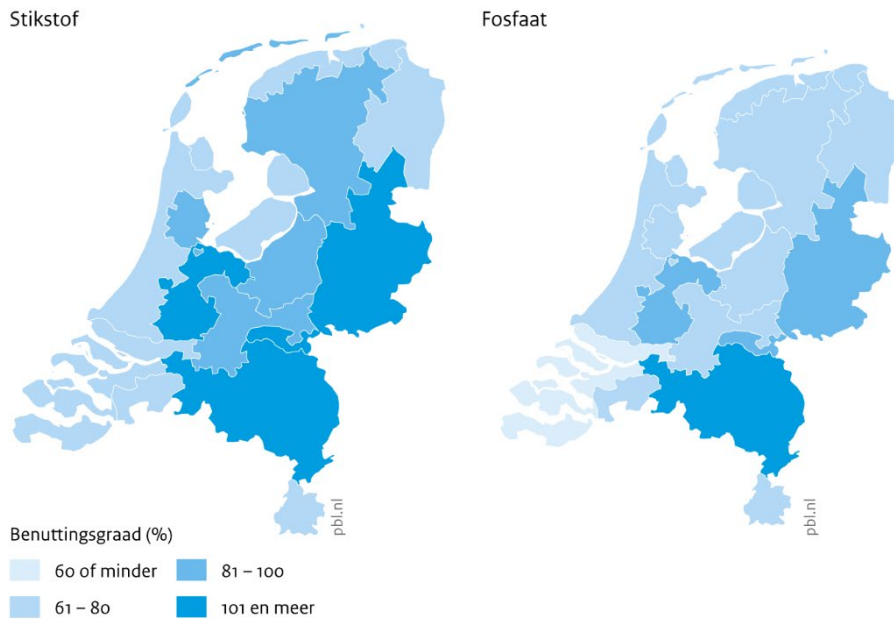 Stikstof
Fosfaat
pbl.nl
pbl.nl
Benuttingsgraad (%)
60 of minder
81 – 100
61 – 80
101 en meer